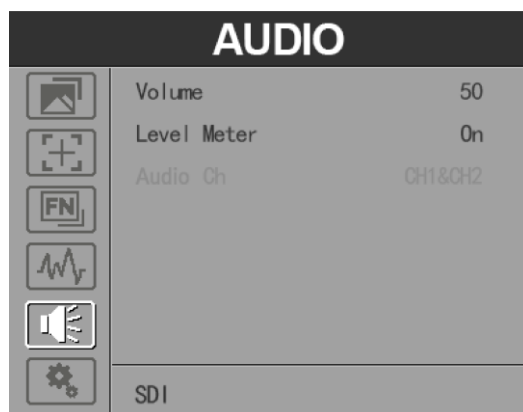 AUDIO
Volume 50
Level Meter On
Audio Ch CH1&CH2
FN
SDI